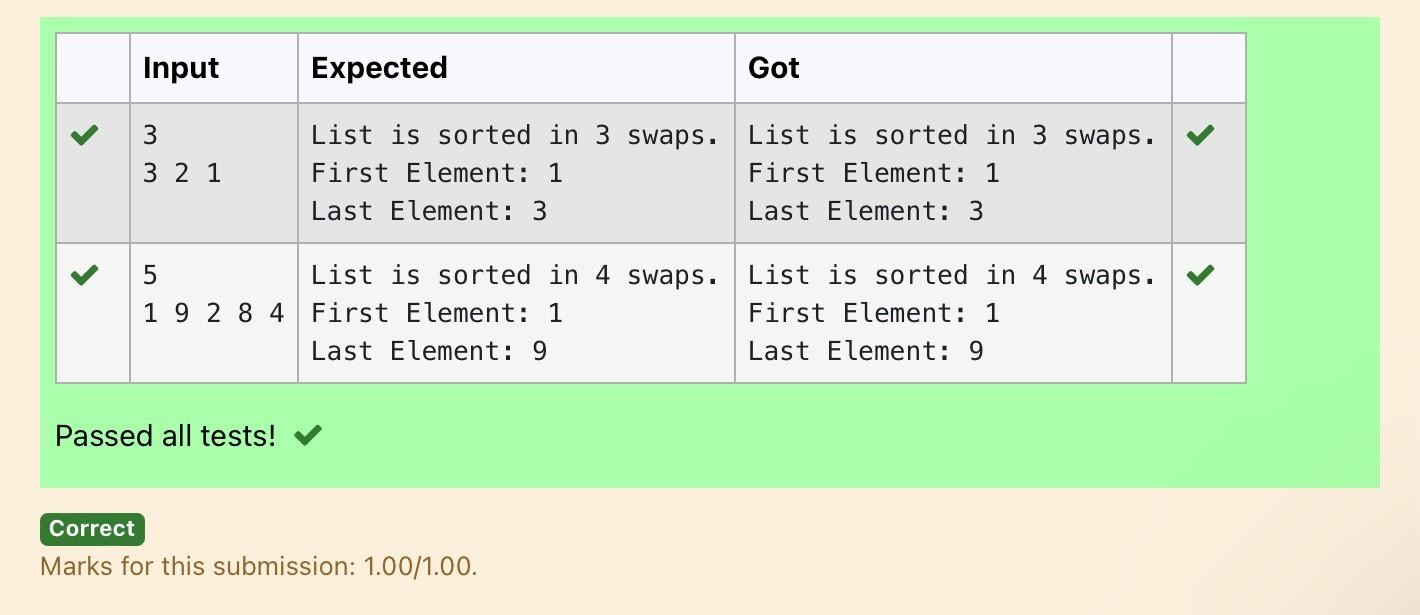 Input Expected Got
3 List is sorted in 3 swaps. List is sorted in 3 swaps.
3 2 1 First Element: 1 First Element: 1
Last Element: 3 Last Element: 3
5 List is sorted in 4 swaps. List is sorted in 4 swaps.
1 9 2 8 4 First Element: 1 First Element: 1
Last Element: 9 Last Element: 9
Passed all tests!
Correct
Marks for this submission: 1.00/1.00.